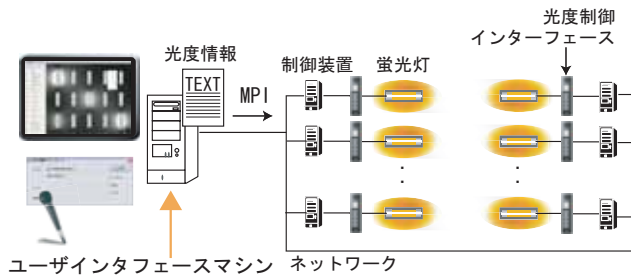 光度制御
インターフェース
光度情報
TEXT
MPI
制御装置
蛍光灯
ユーザインタフェースマシン
ネットワーク